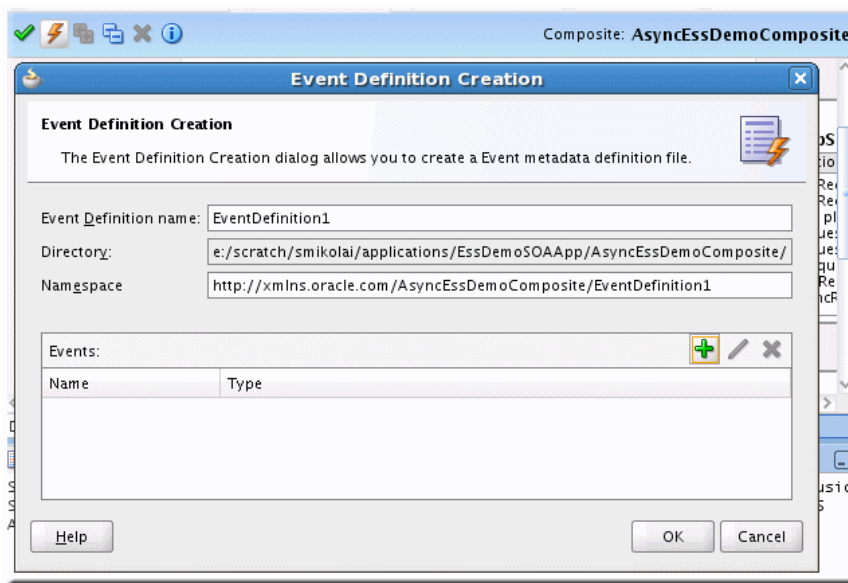 Composite: AsyncEssDemoComposite
Event Definition Creation
Event Definition Creation
The Event Definition Creation dialog allows you to create a Event metadata definition file.
Event Definition name: EventDefinition1
Directory: e:/scratch/smikolai/applications/EssDemoSOAApp/AsyncEssDemoComposite/
Namespace http://xmlns.oracle.com/AsyncEssDemoComposite/EventDefinition1
Events:
Name Type
Help OK Cancel